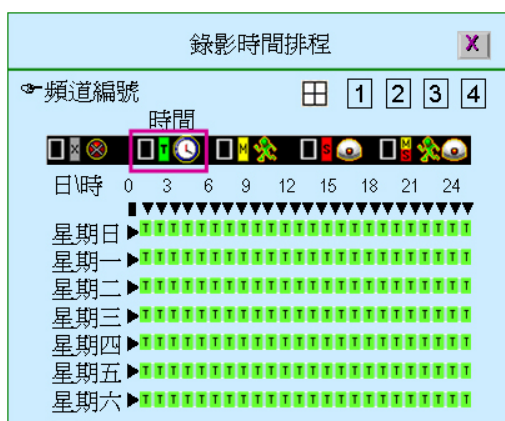 錄影時間排程 X
☞頻道編號 1 2 3 4
時間
X T M S M S
日\時 0 3 6 9 12 15 18 21 24
星期日 T T T T T T T T T T T T T T T T T T T T T T T T
星期一 T T T T T T T T T T T T T T T T T T T T T T T T
星期二 T T T T T T T T T T T T T T T T T T T T T T T T
星期三 T T T T T T T T T T T T T T T T T T T T T T T T
星期四 T T T T T T T T T T T T T T T T T T T T T T T T
星期五 T T T T T T T T T T T T T T T T T T T T T T T T
星期六 T T T T T T T T T T T T T T T T T T T T T T T T